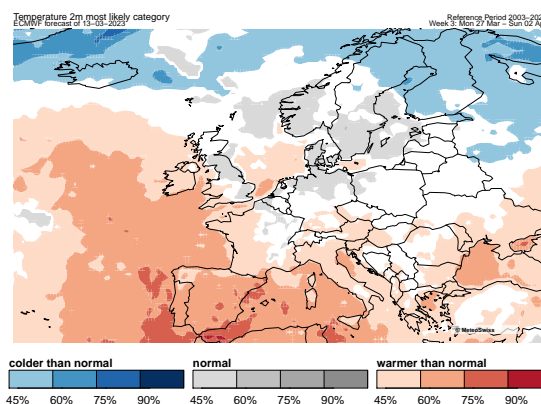 Temperature 2m most likely category
ECMWF forecast of 13–03–2023
Reference Period
Week 3: Mon 27 Mar – Sun 02
© MeteoSwiss
colder than normal normal warmer than normal
45% 60% 75% 90% 45% 60% 75% 90% 45% 60% 75% 90%